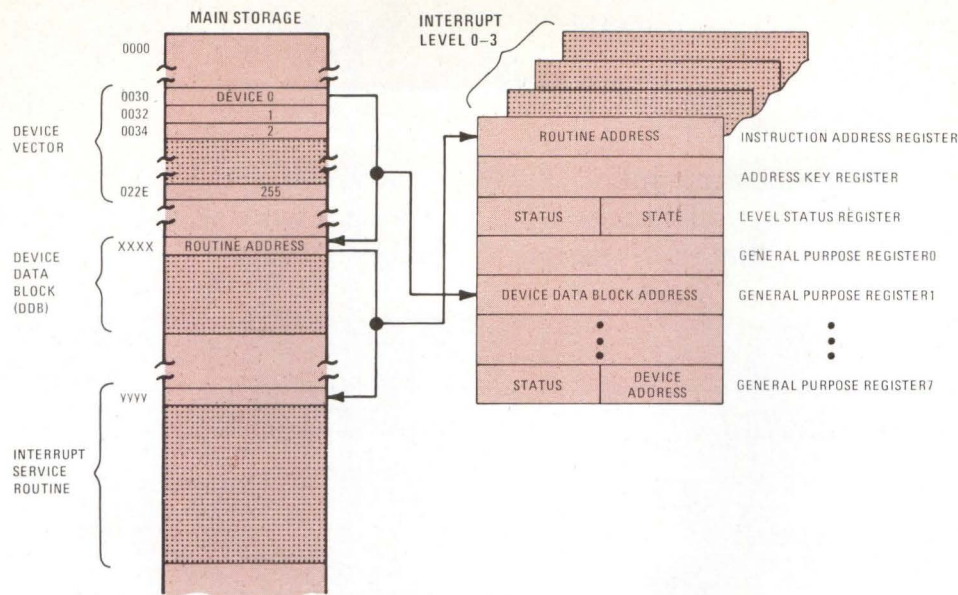 MAIN STORAGE
0000
DEVICE VECTOR
0030 DEVICE 0
0032 1
0034 2
022E 255
DEVICE DATA BLOCK (DDB)
XXXX ROUTINE ADDRESS
YYYY
INTERRUPT SERVICE ROUTINE
INTERRUPT
LEVEL 0–3
ROUTINE ADDRESS INSTRUCTION ADDRESS REGISTER
ADDRESS KEY REGISTER
STATUS STATE LEVEL STATUS REGISTER
GENERAL PURPOSE REGISTER0
DEVICE DATA BLOCK ADDRESS GENERAL PURPOSE REGISTER1
STATUS DEVICE ADDRESS GENERAL PURPOSE REGISTER7